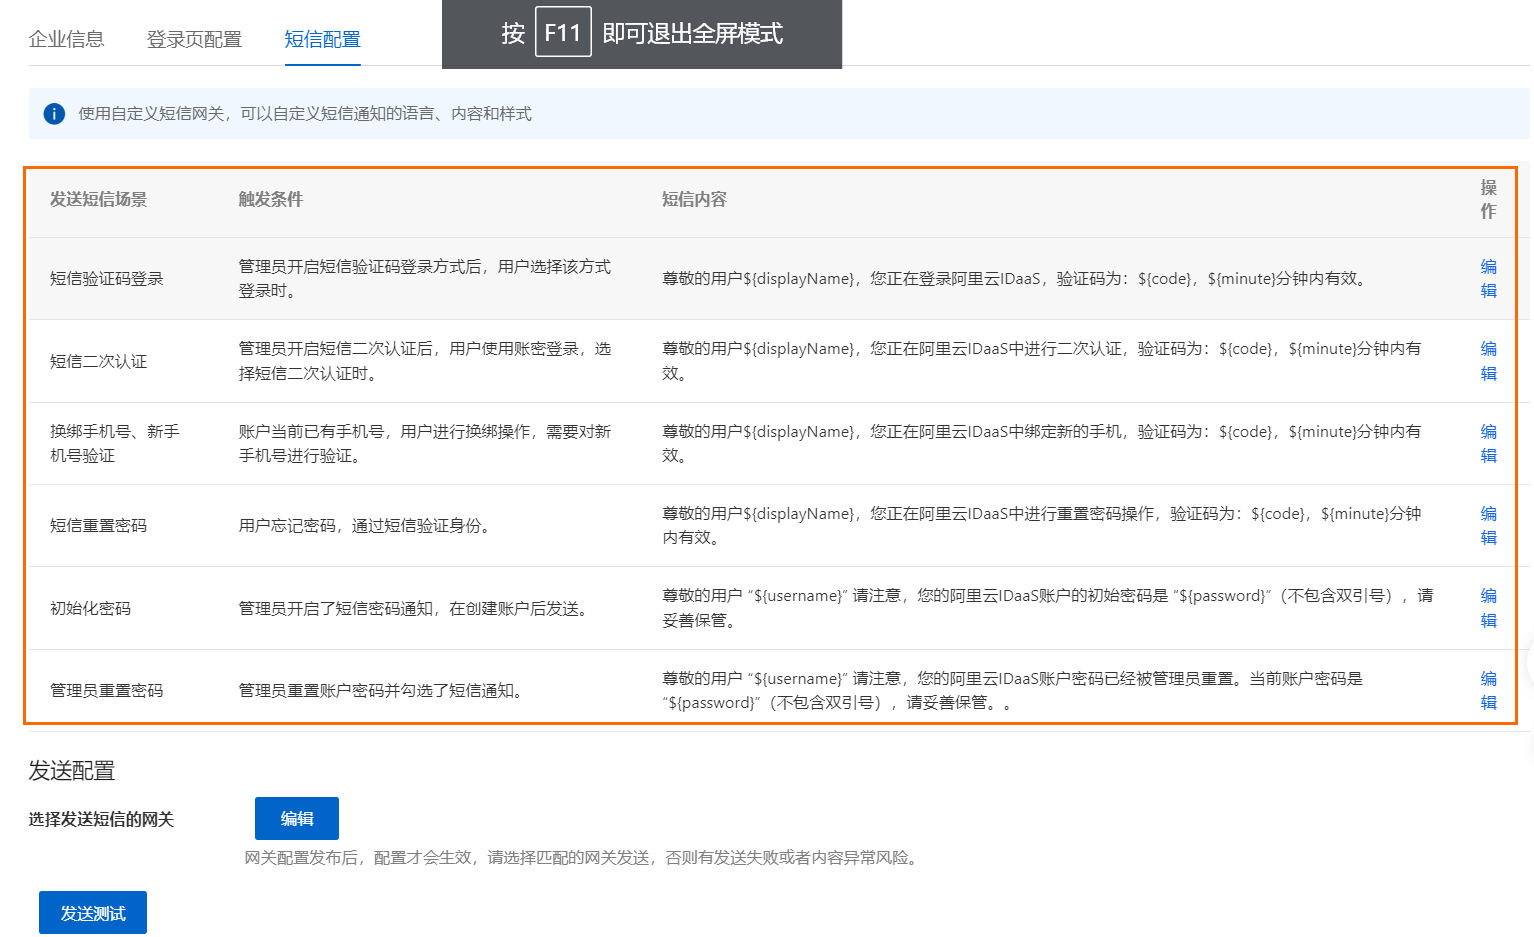 企业信息 登录页配置 短信配置
按 F11 即可退出全屏模式
使用自定义短信网关，可以自定义短信通知的语言、内容和样式
发送短信场景 触发条件 短信内容 操
作
短信验证码登录
管理员开启短信验证码登录方式后，用户选择该方式
登录时。
尊敬的用户${displayName}，您正在登录阿里云IDaaS，验证码为：${code}，${minute}分钟内有效。
编
辑
短信二次认证
管理员开启短信二次认证后，用户使用账密登录，选
择短信二次认证时。
尊敬的用户${displayName}，您正在阿里云IDaaS中进行二次认证，验证码为：${code}，${minute}分钟内有
效。
编
辑
换绑手机号、新手
机号验证
账户当前已有手机号，用户进行换绑操作，需要对新
手机号进行验证。
尊敬的用户${displayName}，您正在阿里云IDaaS中绑定新的手机，验证码为：${code}，${minute}分钟内有
效。
编
辑
短信重置密码
用户忘记密码，通过短信验证身份。
尊敬的用户${displayName}，您正在阿里云IDaaS中进行重置密码操作，验证码为：${code}，${minute}分钟
内有效。
编
辑
初始化密码
管理员开启了短信密码通知，在创建账户后发送。
尊敬的用户 “${username}” 请注意，您的阿里云IDaaS账户的初始密码是 “${password}”（不包含双引号），请
妥善保管。
编
辑
管理员重置密码
管理员重置账户密码并勾选了短信通知。
尊敬的用户 “${username}” 请注意，您的阿里云IDaaS账户密码已经被管理员重置。当前账户密码是
“${password}”（不包含双引号），请妥善保管。。
编
辑
发送配置
选择发送短信的网关 编辑
网关配置发布后，配置才会生效，请选择匹配的网关发送，否则有发送失败或者内容异常风险。
发送测试